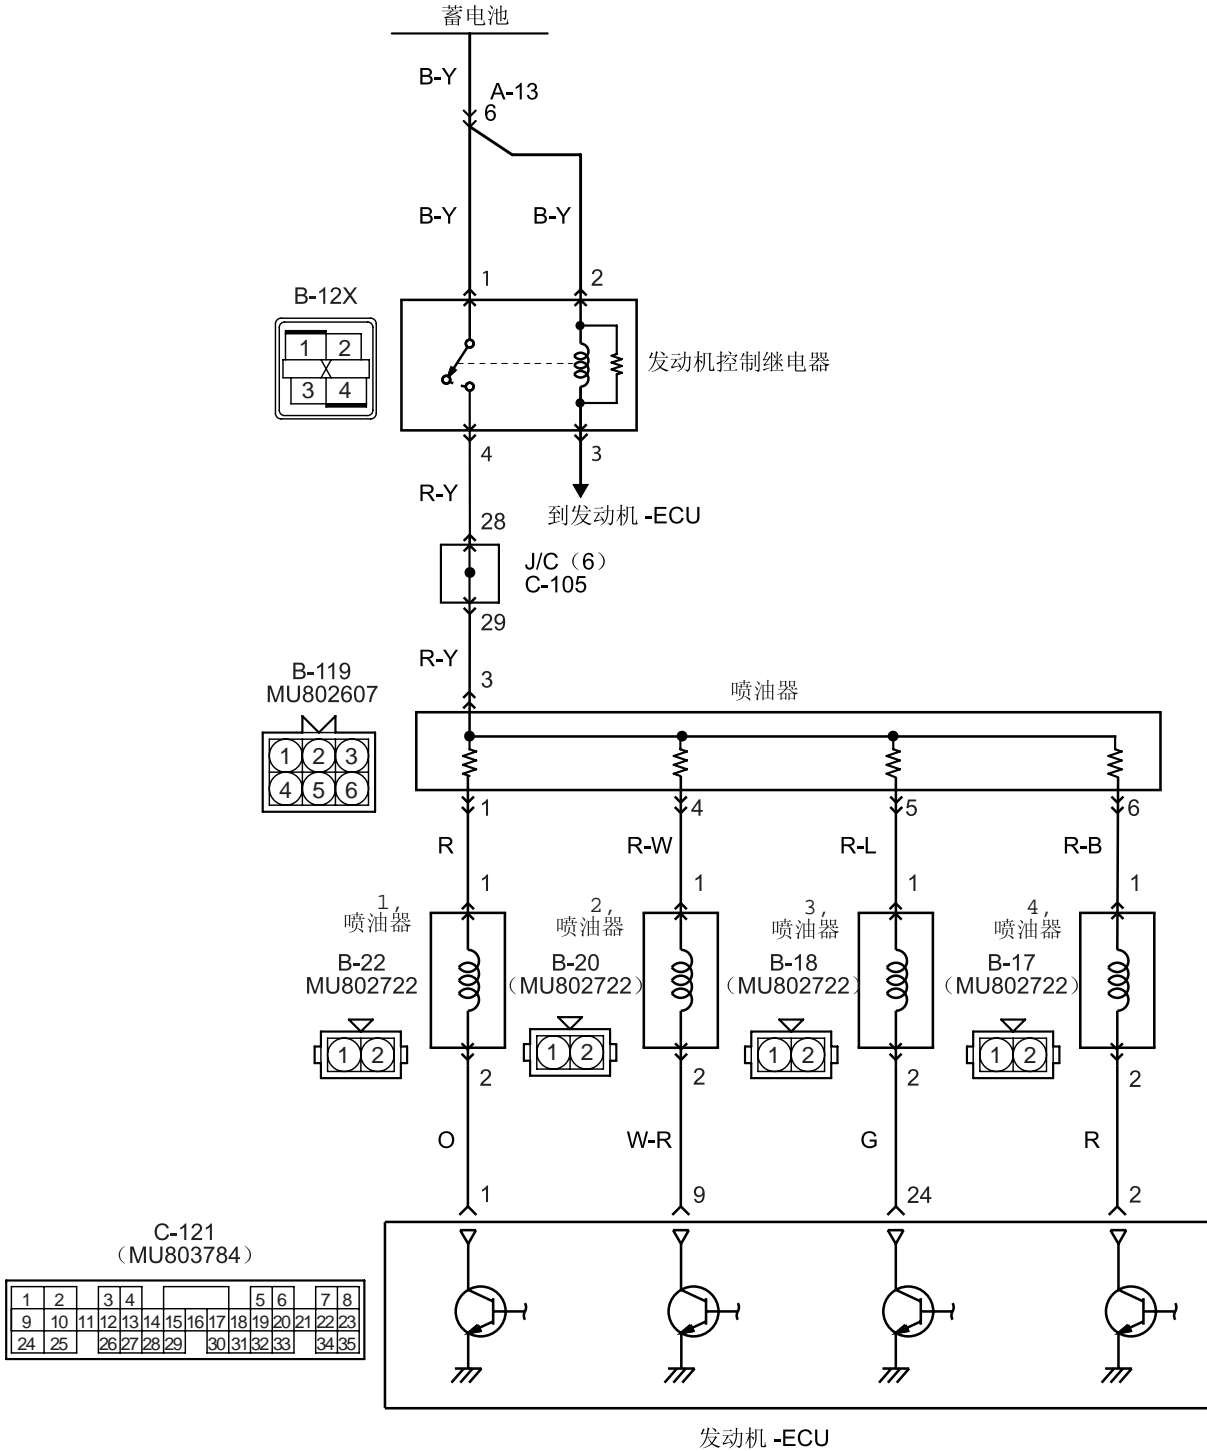 蓄电池
B-Y
A-13
6
B-Y
B-Y
1
2
B-12X
1 2
3 4
发动机控制继电器
4
3
R-Y
到发动机 -ECU
28
J/C（6）
C-105
29
R-Y
3
B-119
MU802607
喷油器
1 2 3
4 5 6
1
4
5
6
R
R-W
R-L
R-B
1
1
1
1
1,
喷油器
2,
喷油器
3,
喷油器
4,
喷油器
B-22
MU802722
B-20
（MU802722）
B-18
（MU802722）
B-17
（MU802722）
1 2
1 2
1 2
1 2
2
2
2
2
O
W-R
G
R
1
9
24
2
C-121
（MU803784）
1 2 3 4 5 6 7 8
9 10 11 12 13 14 15 16 17 18 19 20 21 22 23
24 25 26 27 28 29 30 31 32 33 34 35
发动机 -ECU